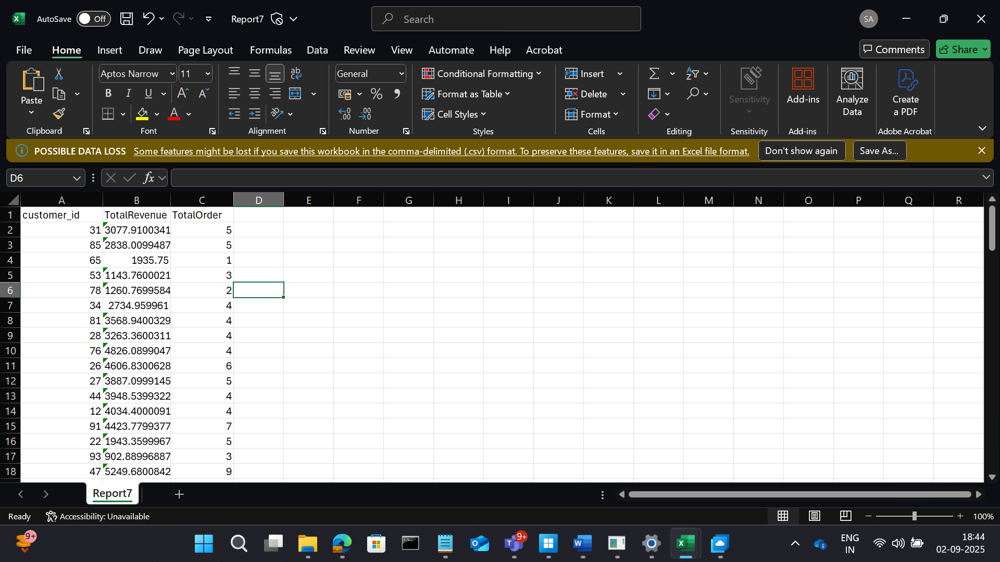 AutoSave Off Report7 Search SA
File Home Insert Draw Page Layout Formulas Data Review View Automate Help Acrobat Comments Share
Paste Aptos Narrow 11 B I U General Conditional Formatting Format as Table Cell Styles Insert Delete Format Sensitivity Add-ins Analyze Data Create a PDF
Clipboard Font Alignment Number Styles Cells Editing Sensitivity Add-ins Adobe Acrobat
POSSIBLE DATA LOSS Some features might be lost if you save this workbook in the comma-delimited (.csv) format. To preserve these features, save it in an Excel file format. Don't show again Save As...
D6 fx
A B C D E F G H I J K L M N O P Q R
1 customer_id TotalRevenue TotalOrder
2 31 3077.9100341 5
3 85 2838.0099487 5
4 65 1935.75 1
5 53 1143.7600021 3
6 78 1260.7699584 2
7 34 2734.959961 4
8 81 3568.9400329 4
9 28 3263.3600311 4
10 76 4826.0899047 4
11 26 4606.8300628 6
12 27 3887.0999145 5
13 44 3948.5399322 4
14 12 4034.4000091 4
15 91 4423.7799377 7
16 22 1943.3599967 5
17 93 902.88996887 3
18 47 5249.6800842 9
Report7
Ready Accessibility: Unavailable 100%
9+ 9+ ENG 18:44
IN 02-09-2025